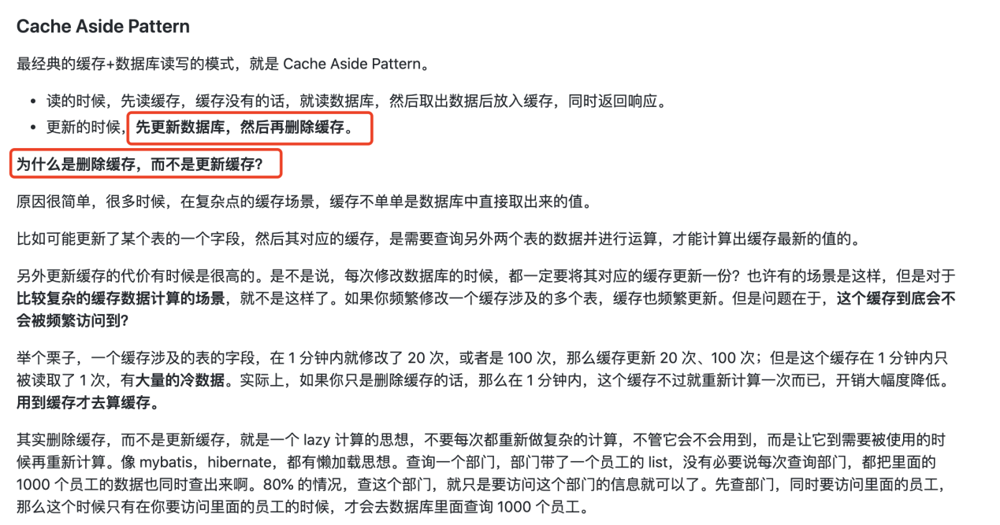 Cache Aside Pattern
最经典的缓存+数据库读写的模式，就是 Cache Aside Pattern。
• 读的时候，先读缓存，缓存没有的话，就读数据库，然后取出数据后放入缓存，同时返回响应。
• 更新的时候，先更新数据库，然后再删除缓存。
为什么是删除缓存，而不是更新缓存？
原因很简单，很多时候，在复杂点的缓存场景，缓存不单单是数据库中直接取出来的值。
比如可能更新了某个表的一个字段，然后其对应的缓存，是需要查询另外两个表的数据并进行运算，才能计算出缓存最新的值的。
另外更新缓存的代价有时候是很高的。是不是说，每次修改数据库的时候，都一定要将其对应的缓存更新一份？也许有的场景是这样，但是对于
比较复杂的缓存数据计算的场景，就不是这样了。如果你频繁修改一个缓存涉及的多个表，缓存也频繁更新。但是问题在于，这个缓存到底会不
会被频繁访问到？
举个栗子，一个缓存涉及的表的字段，在 1 分钟内就修改了 20 次，或者是 100 次，那么缓存更新 20 次、100 次；但是这个缓存在 1 分钟内只
被读取了 1 次，有大量的冷数据。实际上，如果你只是删除缓存的话，那么在 1 分钟内，这个缓存不过就重新计算一次而已，开销大幅度降低。
用到缓存才去算缓存。
其实删除缓存，而不是更新缓存，就是一个 lazy 计算的思想，不要每次都重新做复杂的计算，不管它会不会用到，而是让它到需要被使用的时
候再重新计算。像 mybatis，hibernate，都有懒加载思想。查询一个部门，部门带了一个员工的 list，没有必要说每次查询部门，都把里面的
1000 个员工的数据也同时查出来啊。80% 的情况，查这个部门，就只是要访问这个部门的信息就可以了。先查部门，同时要访问里面的员工，
那么这个时候只有在你要访问里面的员工的时候，才会去数据库里面查询 1000 个员工。